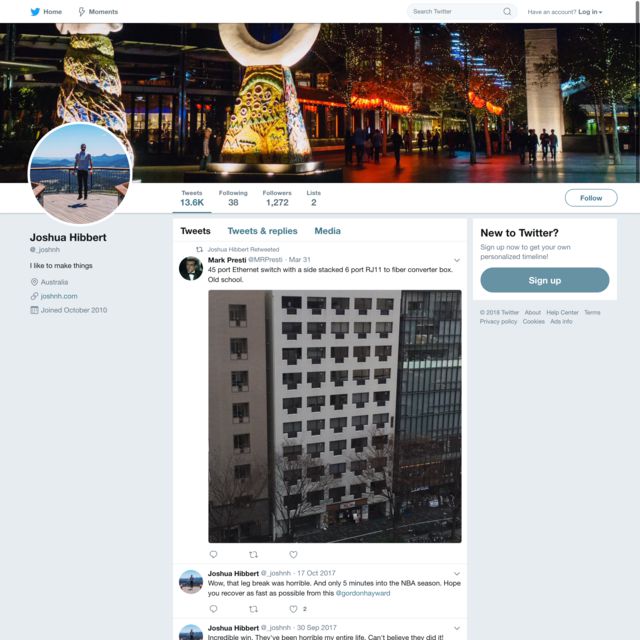 Home
Moments
Search Twitter
Have an account? Log in
Tweets
13.6K
Following
38
Followers
1,272
Lists
2
Follow
Joshua Hibbert
@_joshnh
I like to make things
Australia
joshnh.com
Joined October 2010
Tweets
Tweets & replies
Media
Joshua Hibbert Retweeted
Mark Presti @MRPresti · Mar 31
45 port Ethernet switch with a side stacked 6 port RJ11 to fiber converter box.
Old school.
Joshua Hibbert @_joshnh · 17 Oct 2017
Wow, that leg break was horrible. And only 5 minutes into the NBA season. Hope
you recover as fast as possible from this @gordonhayward
2
Joshua Hibbert @_joshnh · 30 Sep 2017
Incredible win. They've been horrible my entire life. Can't believe they did it!
New to Twitter?
Sign up now to get your own
personalized timeline!
Sign up
© 2018 Twitter About Help Center Terms
Privacy policy Cookies Ads info